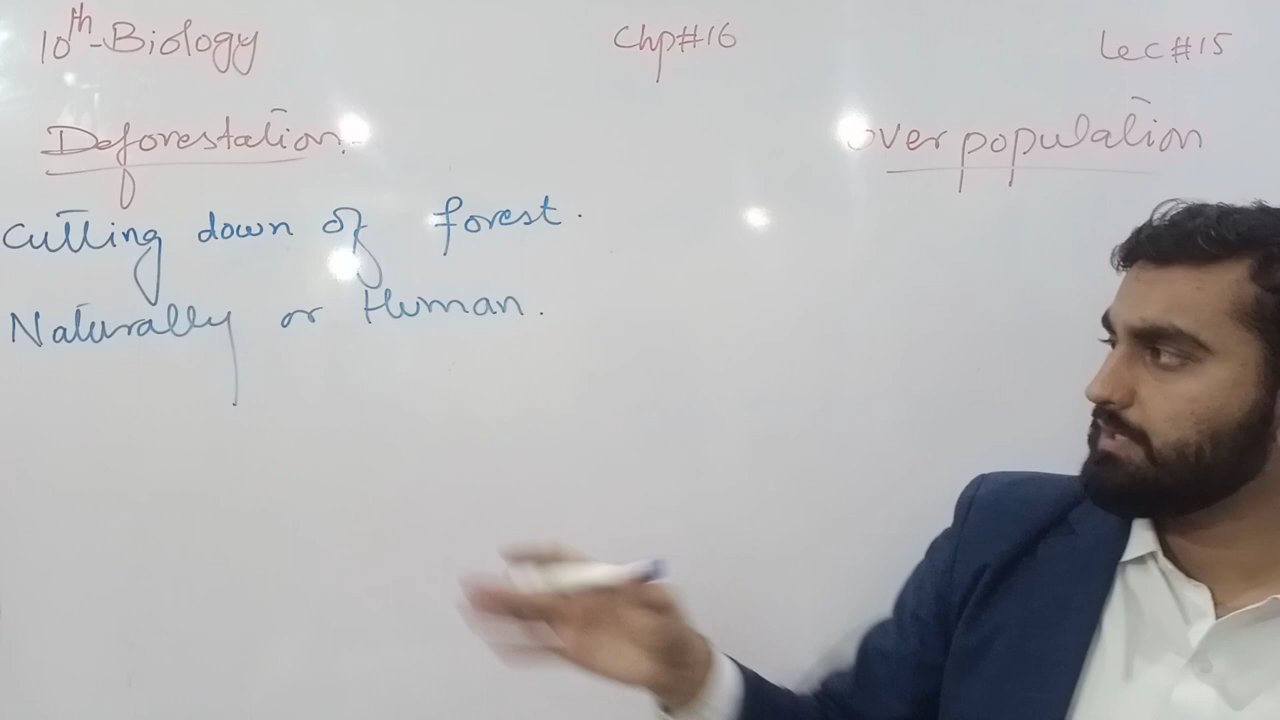 10th-Biology Chp#16 Lec#15
Deforestation. Over population
Cutting down of forest.
Naturally or Human.